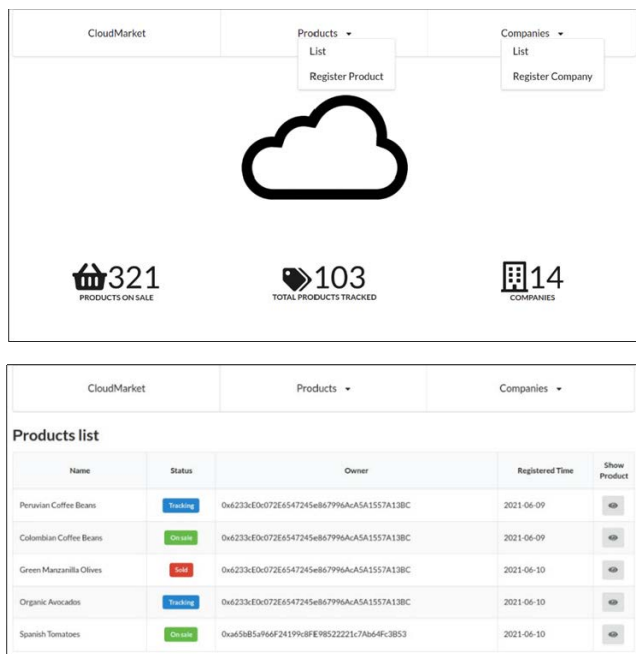 CloudMarket Products Companies
List List
Register Product Register Company
321 103 14
PRODUCTS ON SALE TOTAL PRODUCTS TRACKED COMPANIES
CloudMarket Products Companies
Products list
Name Status Owner Registered Time Show Product
Peruvian Coffee Beans Tracking 0x6233cE0c072E6547245e867996AcA5A1557A13BC 2021-06-09
Colombian Coffee Beans On sale 0x6233cE0c072E6547245e867996AcA5A1557A13BC 2021-06-09
Green Manzanilla Olives Sold 0x6233cE0c072E6547245e867996AcA5A1557A13BC 2021-06-10
Organic Avocados Tracking 0x6233cE0c072E6547245e867996AcA5A1557A13BC 2021-06-10
Spanish Tomatoes On sale 2021-06-10